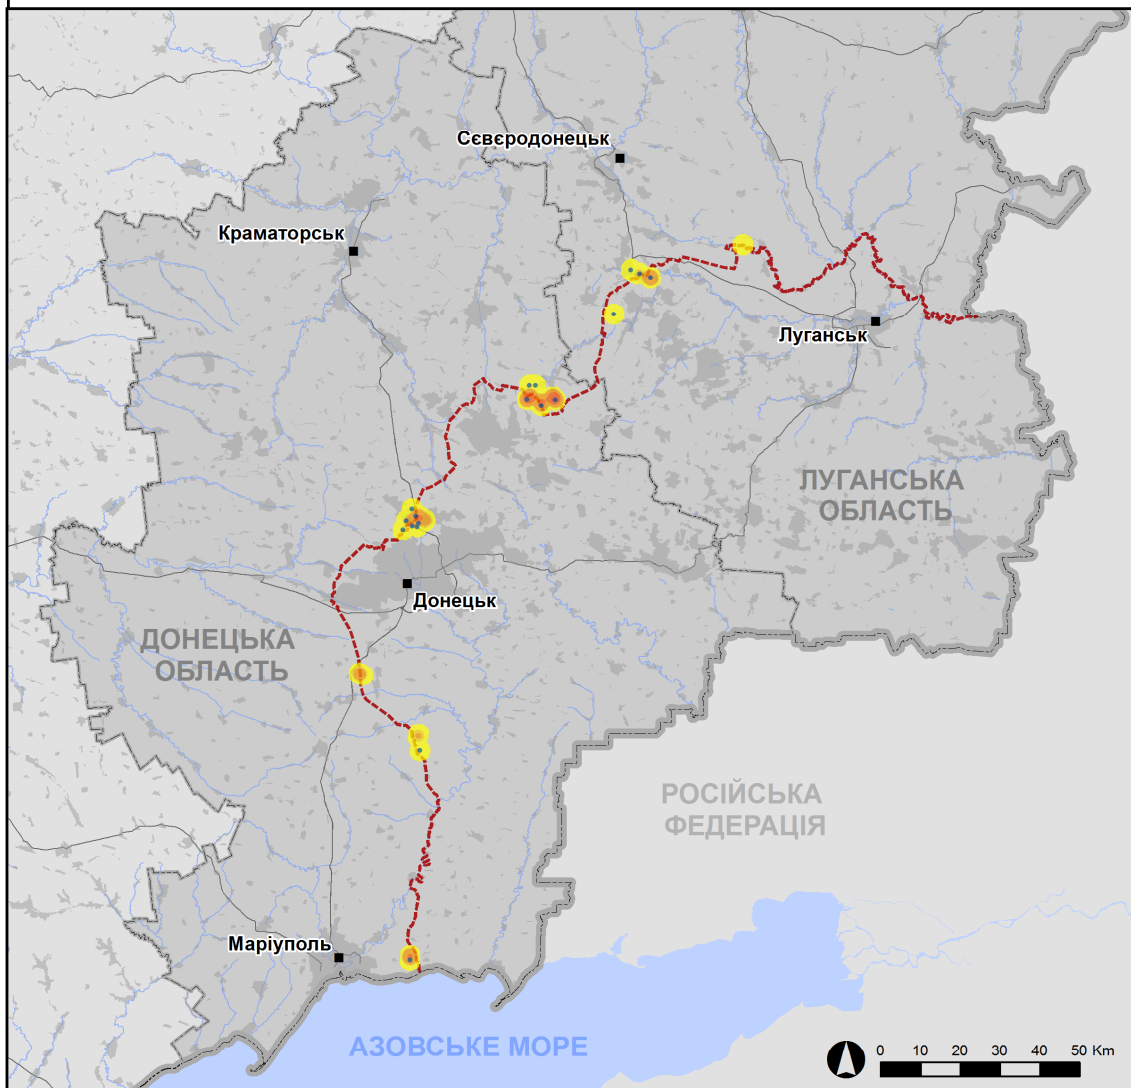 Сєвєродонецьк
Краматорськ
Луганськ
ЛУГАНСЬКА
ОБЛАСТЬ
Донецьк
ДОНЕЦЬКА
ОБЛАСТЬ
РОСІЙСЬКА
ФЕДЕРАЦІЯ
Маріуполь
АЗОВСЬКЕ МОРЕ
0 10 20 30 40 50 Km